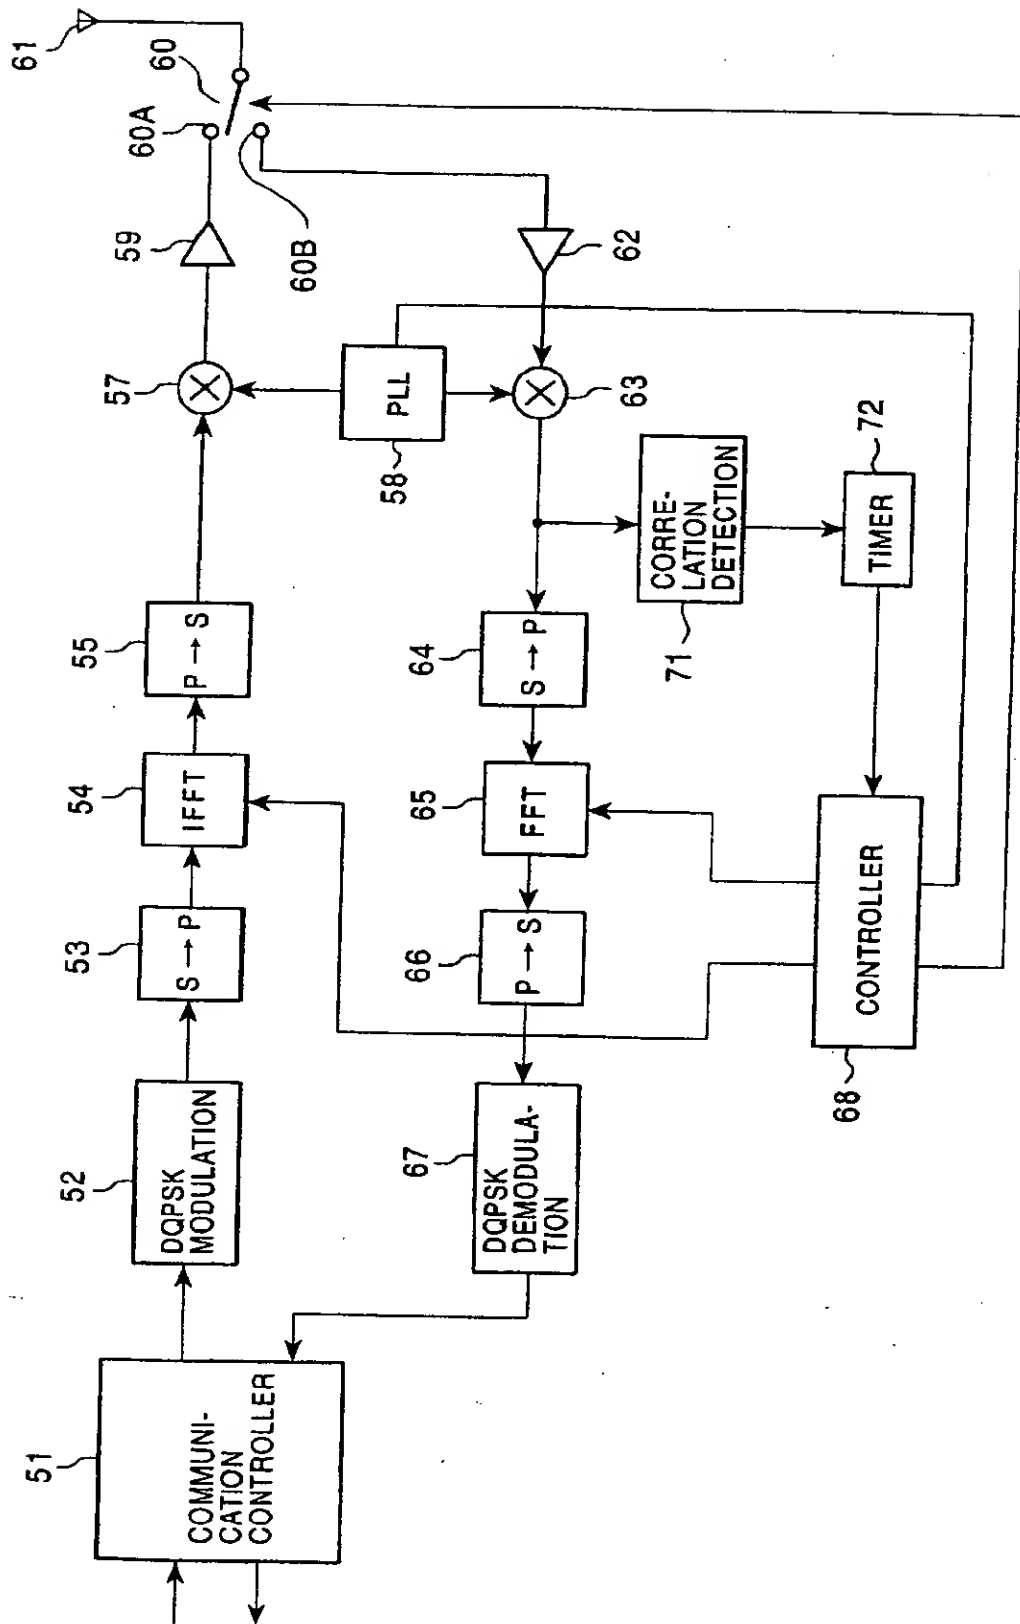 51
COMMUNI-
CATION
CONTROLLER
52
DQPSK
MODULATION
53
S → P
54
IFFT
55
P → S
57
58
PLL
59
60A
60
60B
61
62
63
64
S → P
65
FFT
66
P → S
67
DQPSK
DEMODULA-
TION
71
CORRE-
LATION
DETECTION
72
TIMER
68
CONTROLLER